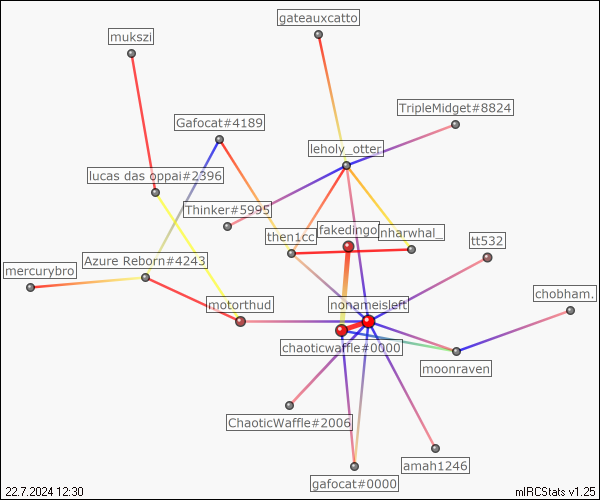 gateauxcatto
mukszi
TripleMidget#8824
Gafocat#4189
leholy_otter
lucas das oppai#2396
Thinker#5995
fakedingo
nharwhal_
then1cc
tt532
Azure Reborn#4243
mercurybro
chobham.
motorthud
nonameisleft
chaoticwaffle#0000
moonraven
ChaoticWaffle#2006
amah1246
gafocat#0000
22.7.2024 12:30
mIRCStats v1.25